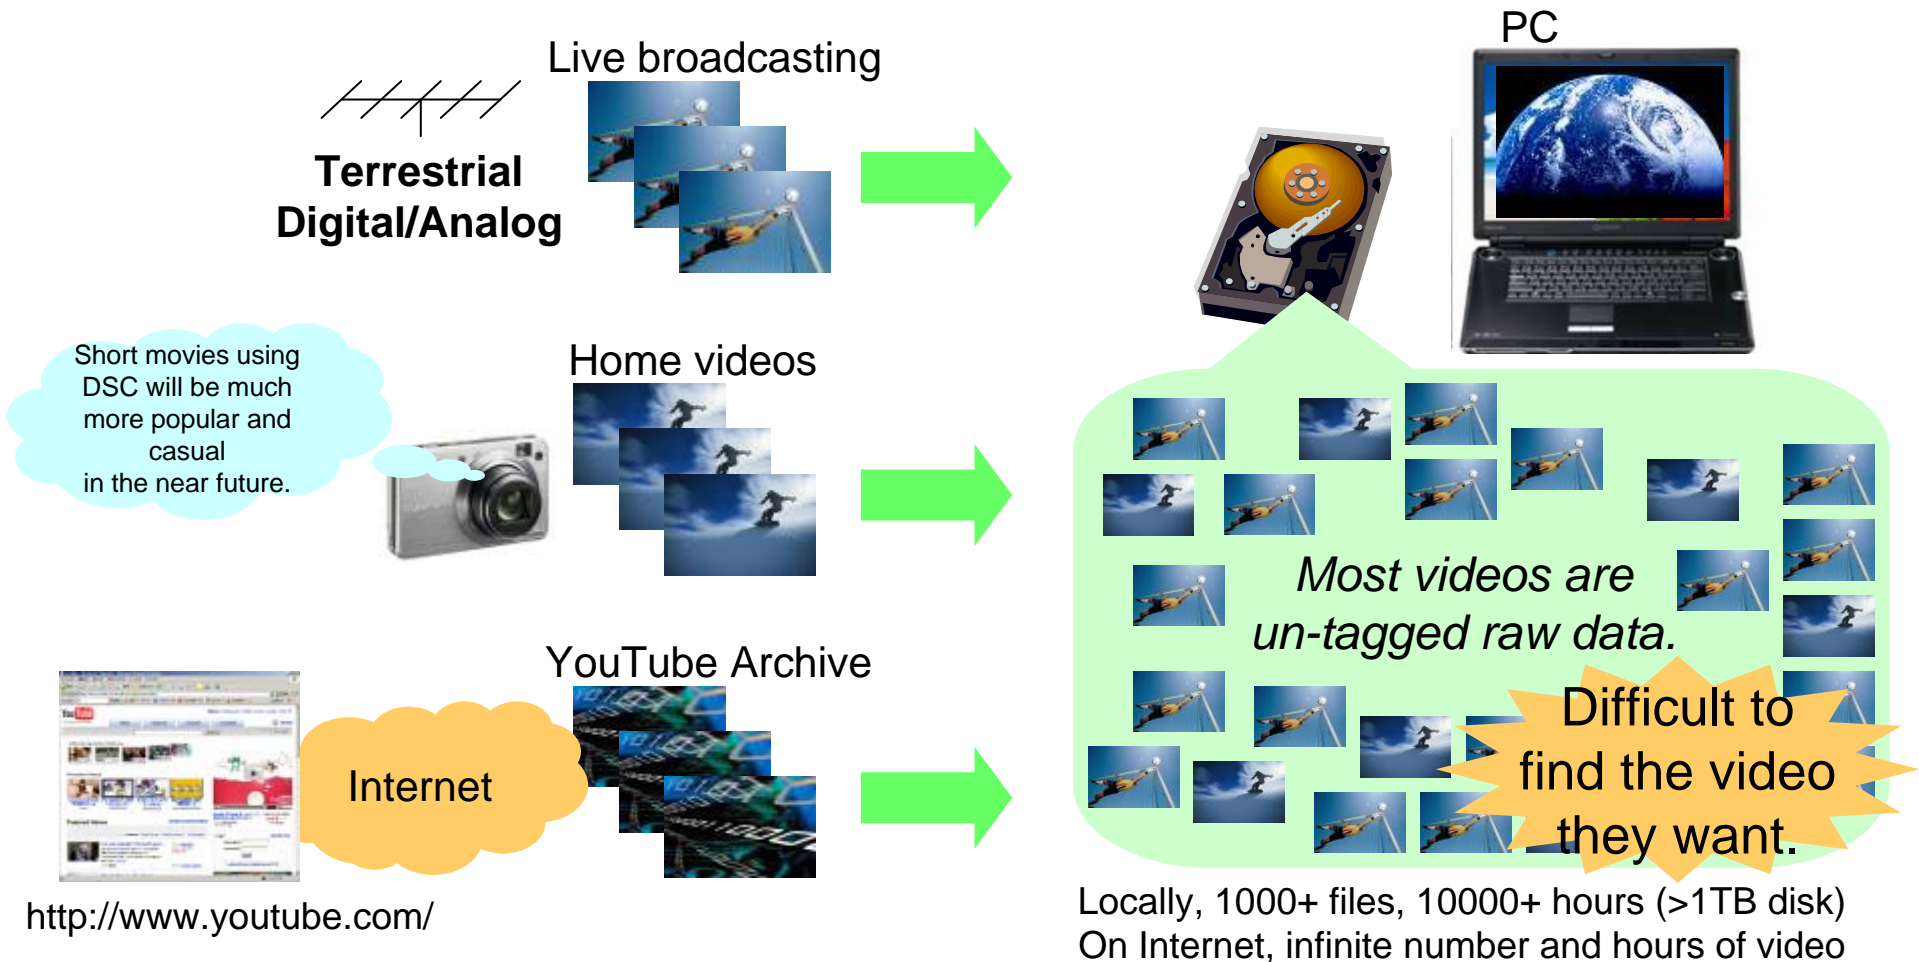 PC
Live broadcasting
Terrestrial
Digital/Analog
Short movies using
DSC will be much
more popular and
casual
in the near future.
Home videos
Most videos are
un-tagged raw data.
YouTube Archive
Internet
Difficult to
find the video
they want.
http://www.youtube.com/
Locally, 1000+ files, 10000+ hours (>1TB disk)
On Internet, infinite number and hours of video